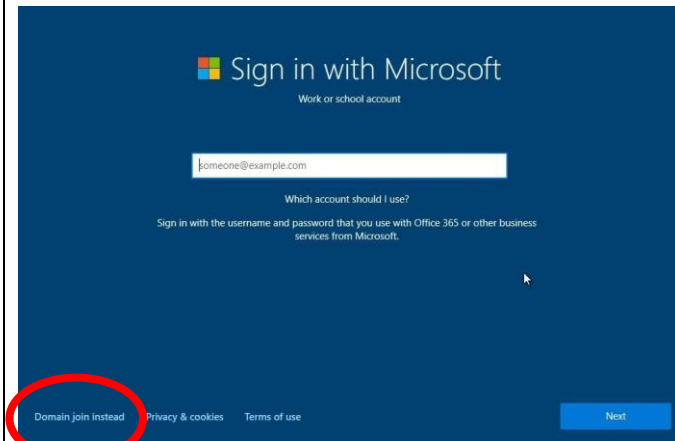 Sign in with Microsoft
Work or school account
someone@example.com
Which account should I use?
Sign in with the username and password that you use with Office 365 or other business
services from Microsoft.
Domain join instead Privacy & cookies Terms of use Next